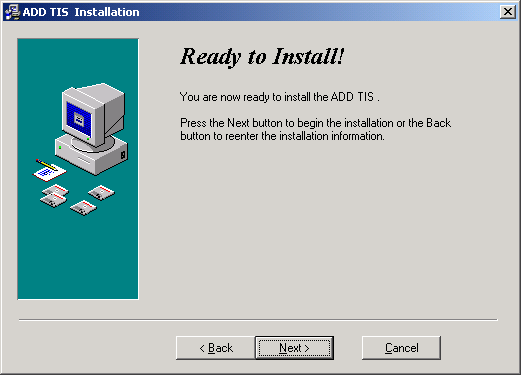 ADD TIS Installation
Ready to Install!
You are now ready to install the ADD TIS .
Press the Next button to begin the installation or the Back
button to reenter the installation information.
< Back
Next >
Cancel